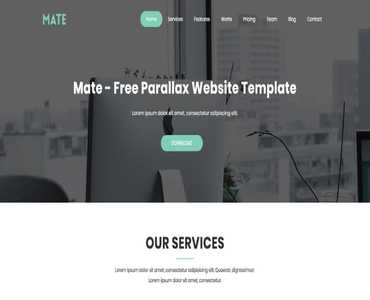 MATE
Home Services Features Works Pricing Team Blog Contact
Mate - Free Parallax Website Template
Lorem ipsum dolor sit amet, consectetur adipiscing elit.
DOWNLOAD
OUR SERVICES
Lorem ipsum dolor sit amet, consectetur adipiscing elit. Quaerat, dignissimos!
Lorem ipsum dolor sit amet, consectetur